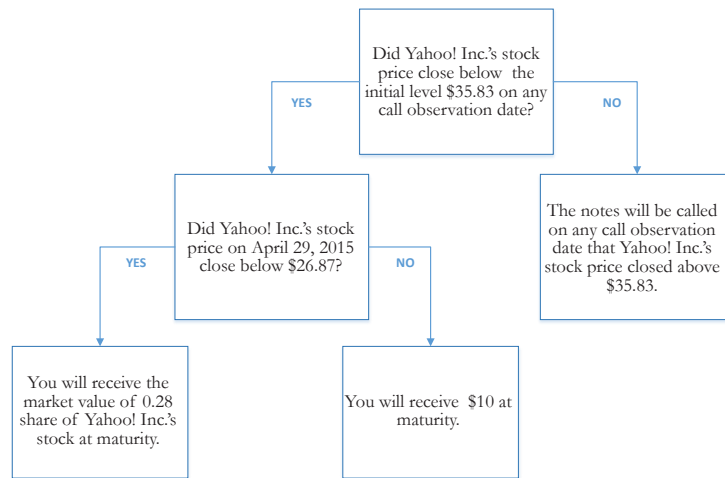 Did Yahoo! Inc.'s stock
price close below the
initial level $35.83 on any
call observation date?
YES
NO
Did Yahoo! Inc.'s stock
price on April 29, 2015
close below $26.87?
The notes will be called
on any call observation
date that Yahoo! Inc.'s
stock price closed above
$35.83.
YES
NO
You will receive the
market value of 0.28
share of Yahoo! Inc.'s
stock at maturity.
You will receive $10 at
maturity.